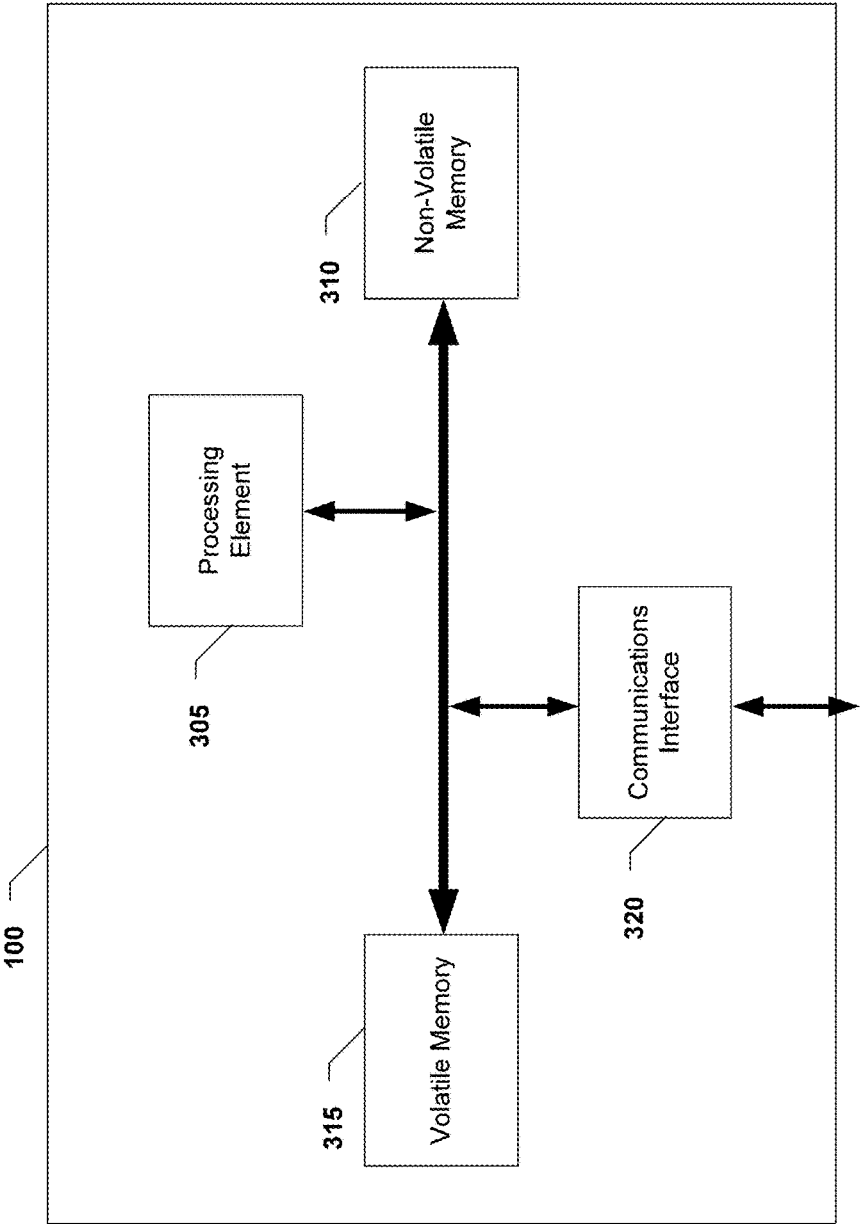 100
Processing
Element
305
Non-Volatile
Memory
310
Volatile Memory
315
Communications
Interface
320